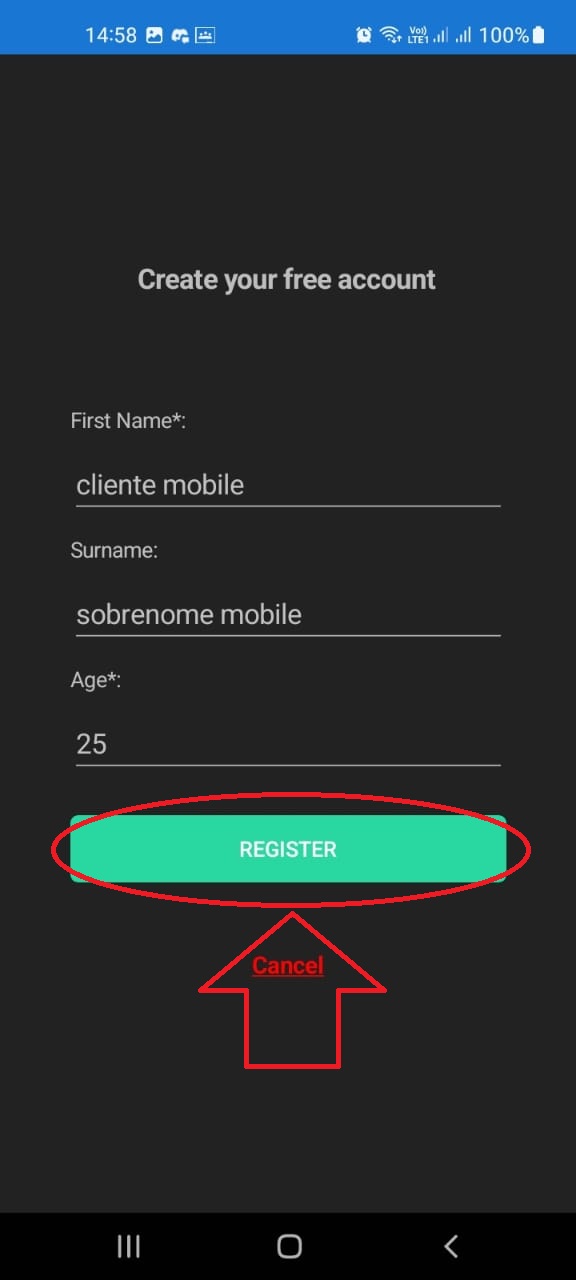 14:58 Vo) LTE1 100%
Create your free account
First Name*:
cliente mobile
Surname:
sobrenome mobile
Age*:
25
REGISTER
Cancel